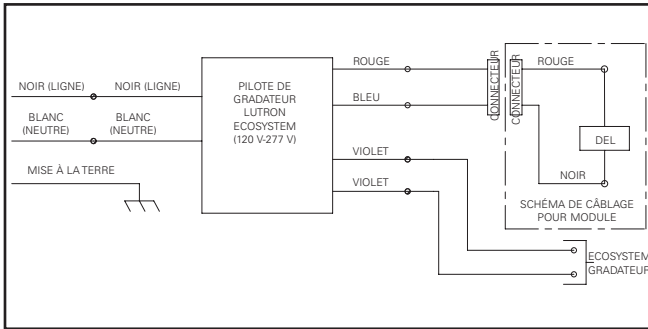 ROUGE
ROUGE
CONNECTEUR
CONNECTEUR
NOIR (LIGNE)
NOIR (LIGNE)
PILOTE DE
GRADATEUR
LUTRON
ECOSYSTEM
(120 V-277 V)
BLEU
BLANC
(NEUTRE)
BLANC
(NEUTRE)
DEL
VIOLET
MISE À LA TERRE
NOIR
VIOLET
SCHÉMA DE CÂBLAGE
POUR MODULE
ECOSYSTEM
GRADATEUR